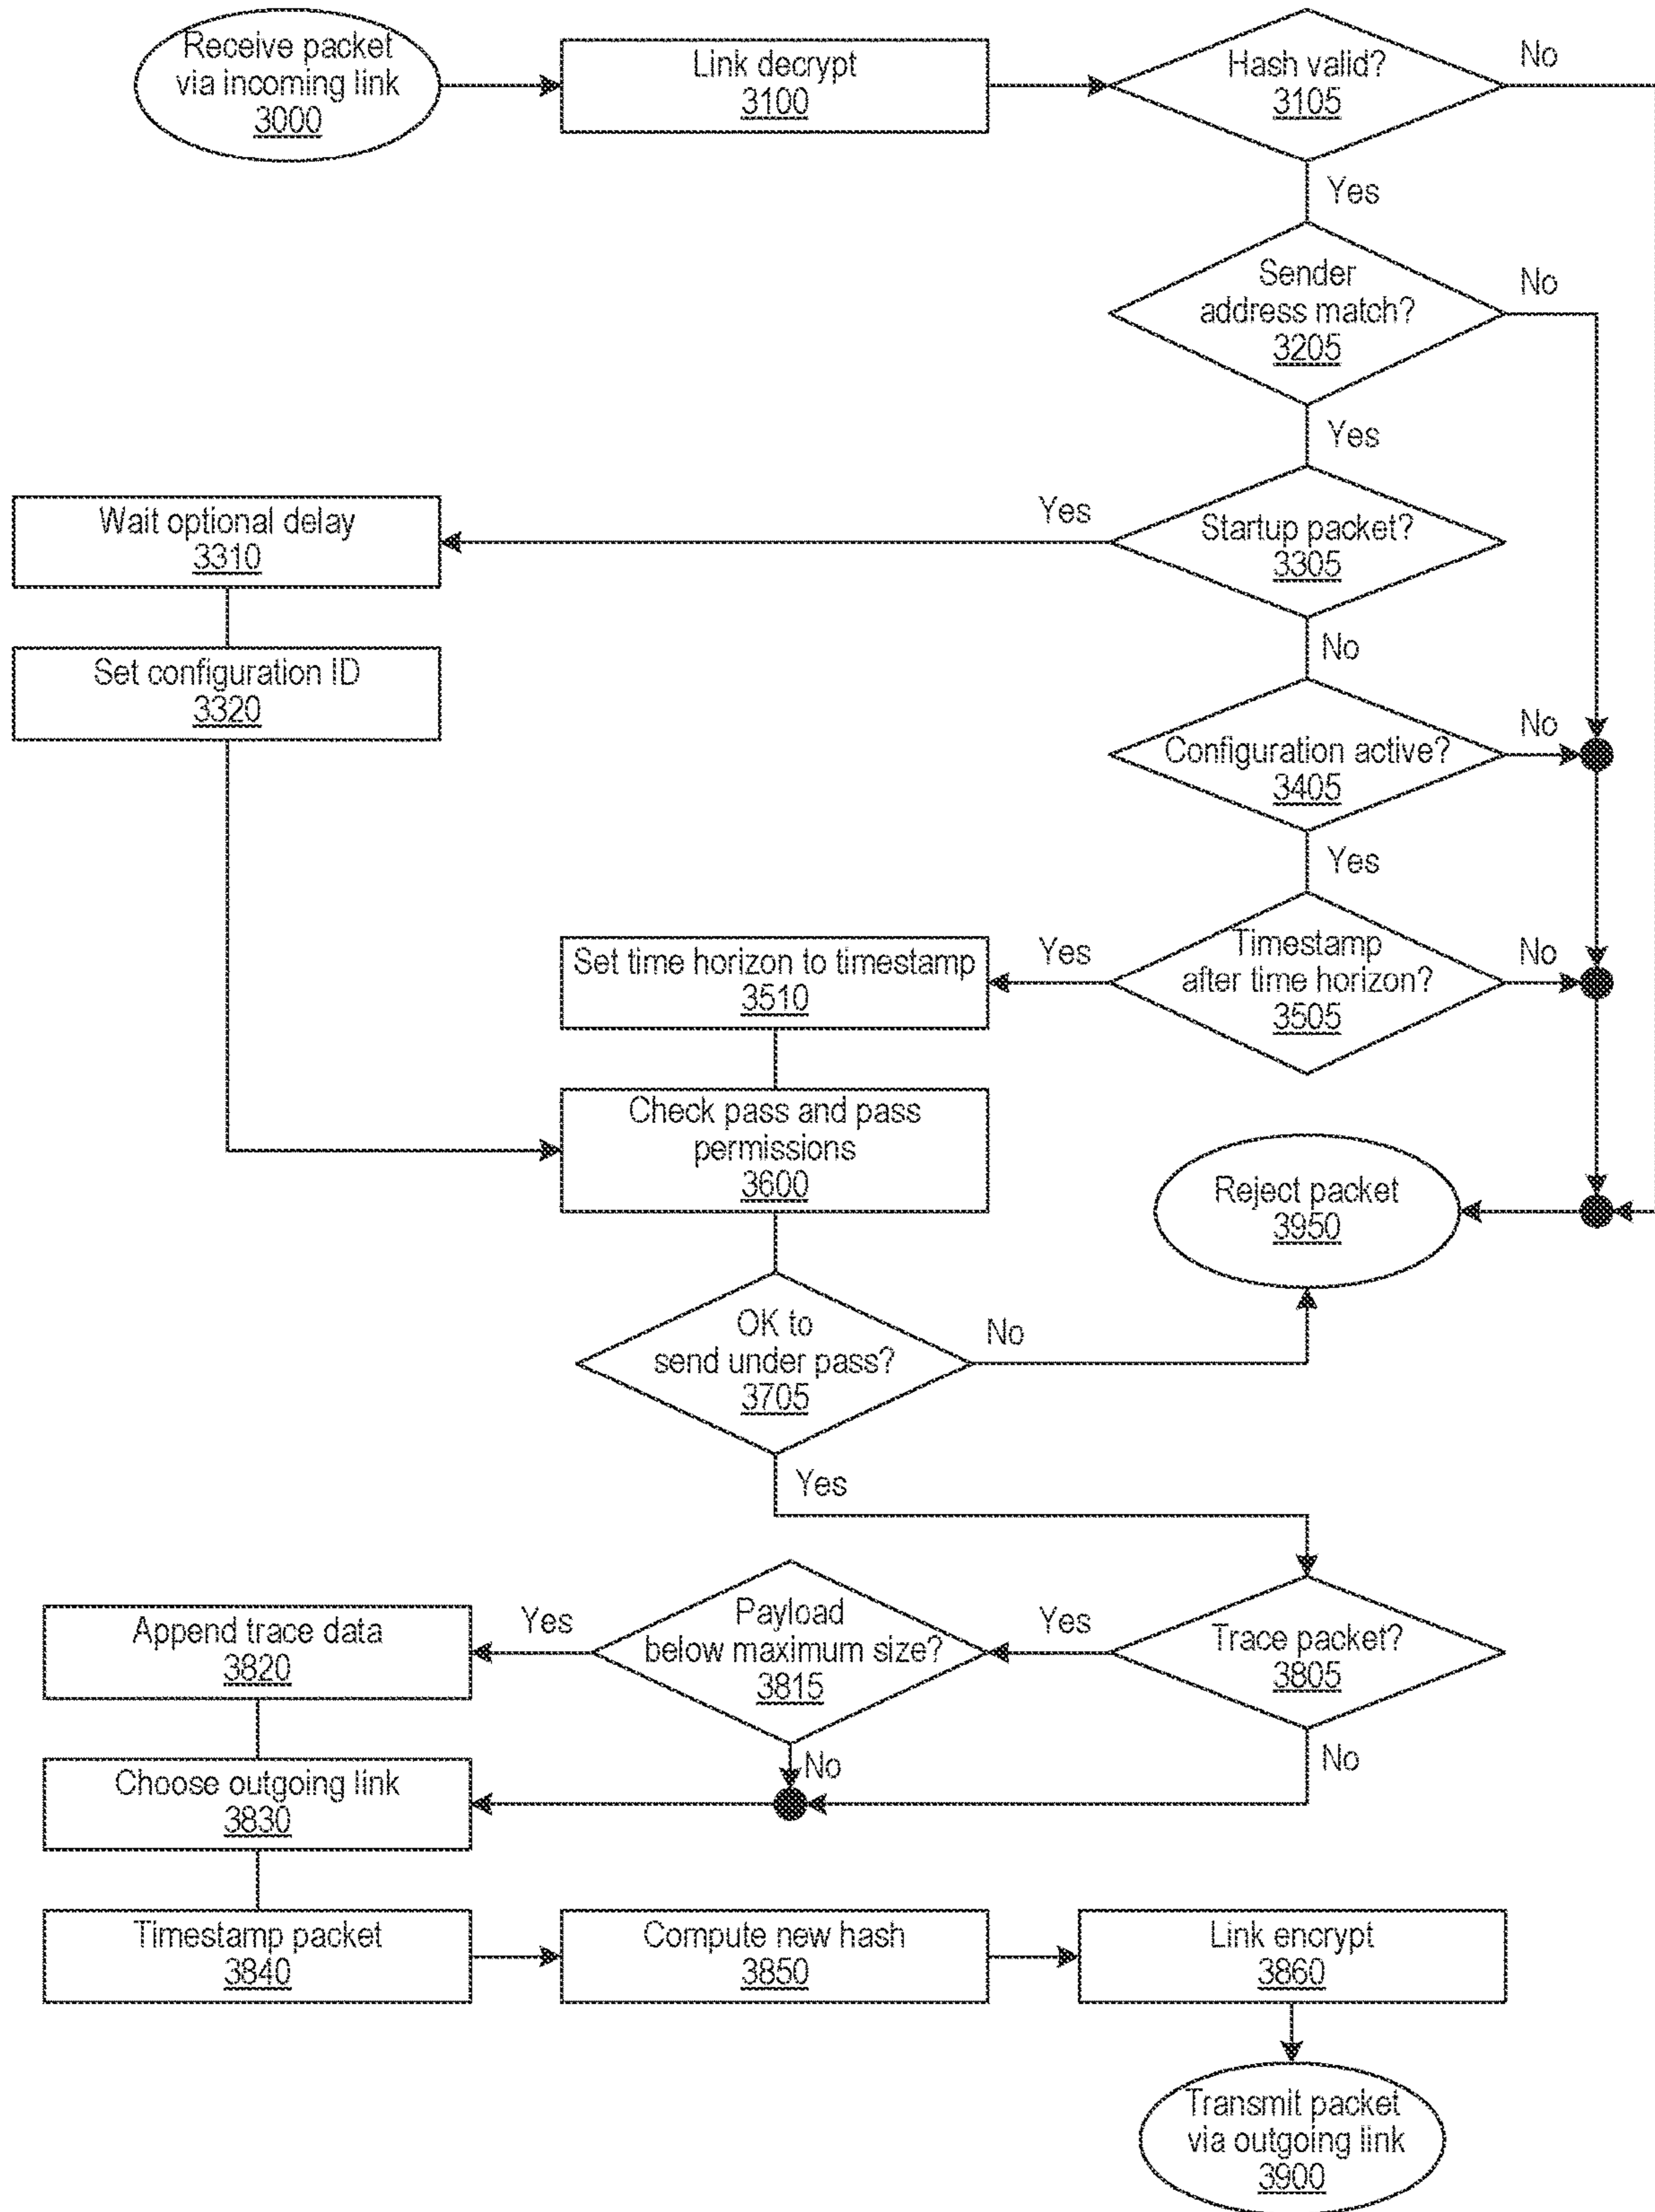 Receive packet
via incoming link
3000
Link decrypt
3100
Hash valid?
3105
No
Yes
Sender
address match?
3205
No
Yes
Startup packet?
3305
Yes
Wait optional delay
3310
Set configuration ID
3320
No
Configuration active?
3405
No
Yes
Timestamp
after time horizon?
3505
No
Yes
Set time horizon to timestamp
3510
Check pass and pass
permissions
3600
Reject packet
3950
OK to
send under pass?
3705
No
Yes
Trace packet?
3805
Yes
No
Payload
below maximum size?
3815
Yes
No
Append trace data
3820
Choose outgoing link
3830
Timestamp packet
3840
Compute new hash
3850
Link encrypt
3860
Transmit packet
via outgoing link
3900